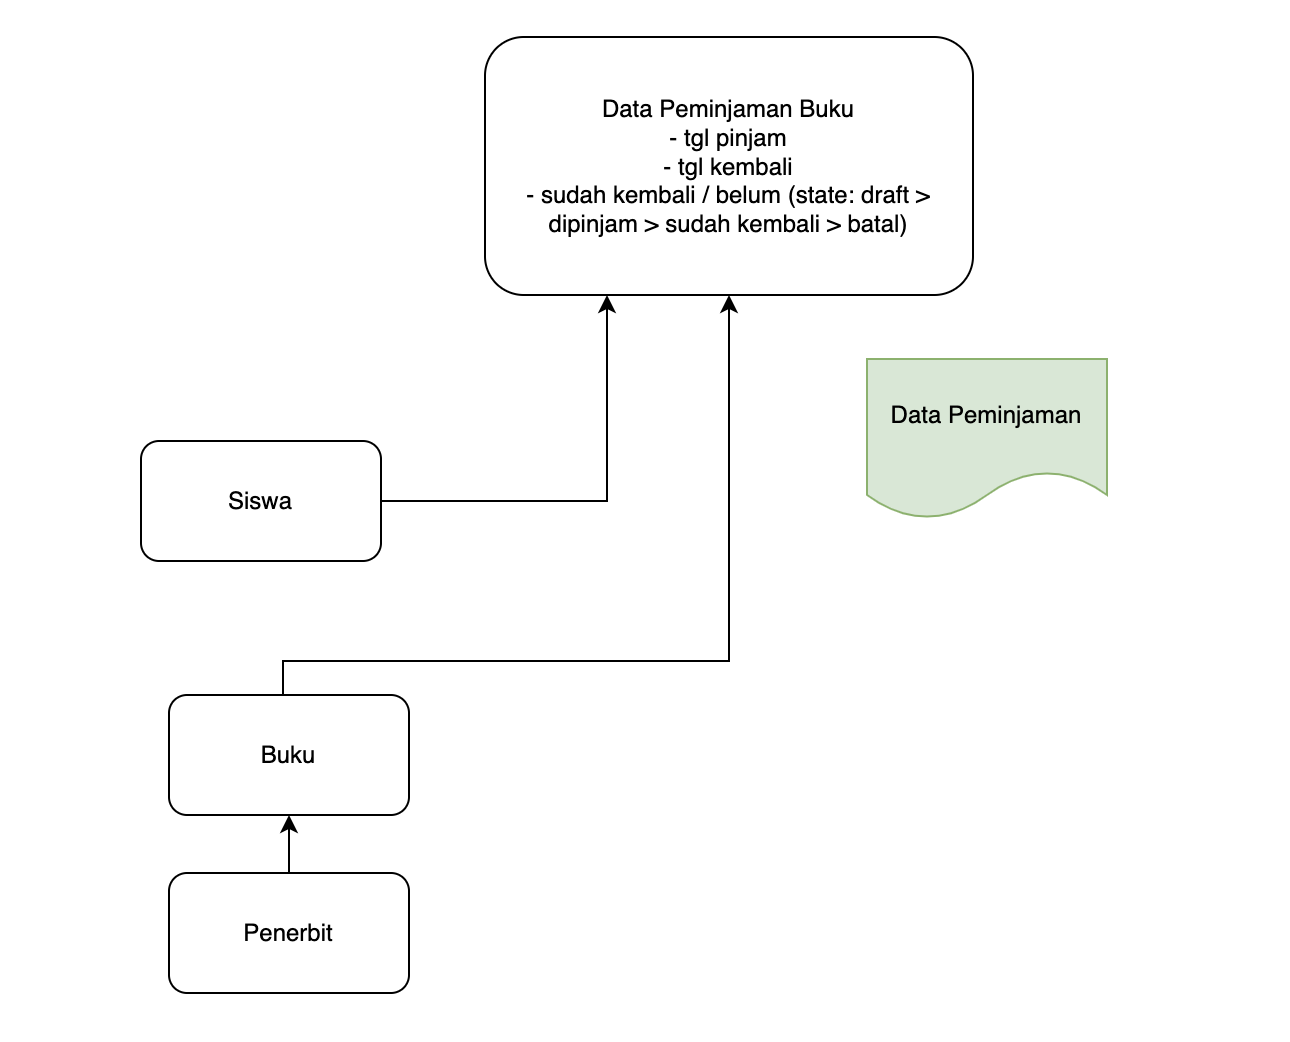 Data Peminjaman Buku
- tgl pinjam
- tgl kembali
- sudah kembali / belum (state: draft >
dipinjam > sudah kembali > batal)
Data Peminjaman
Siswa
Buku
Penerbit